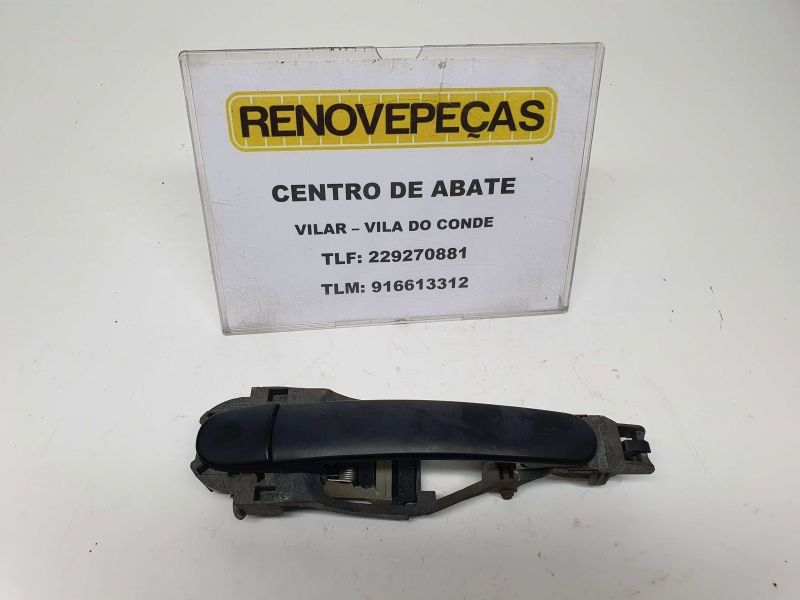 RENOVEPEÇAS
CENTRO DE ABATE
VILAR – VILA DO CONDE
TLF: 229270881
TLM: 916613312